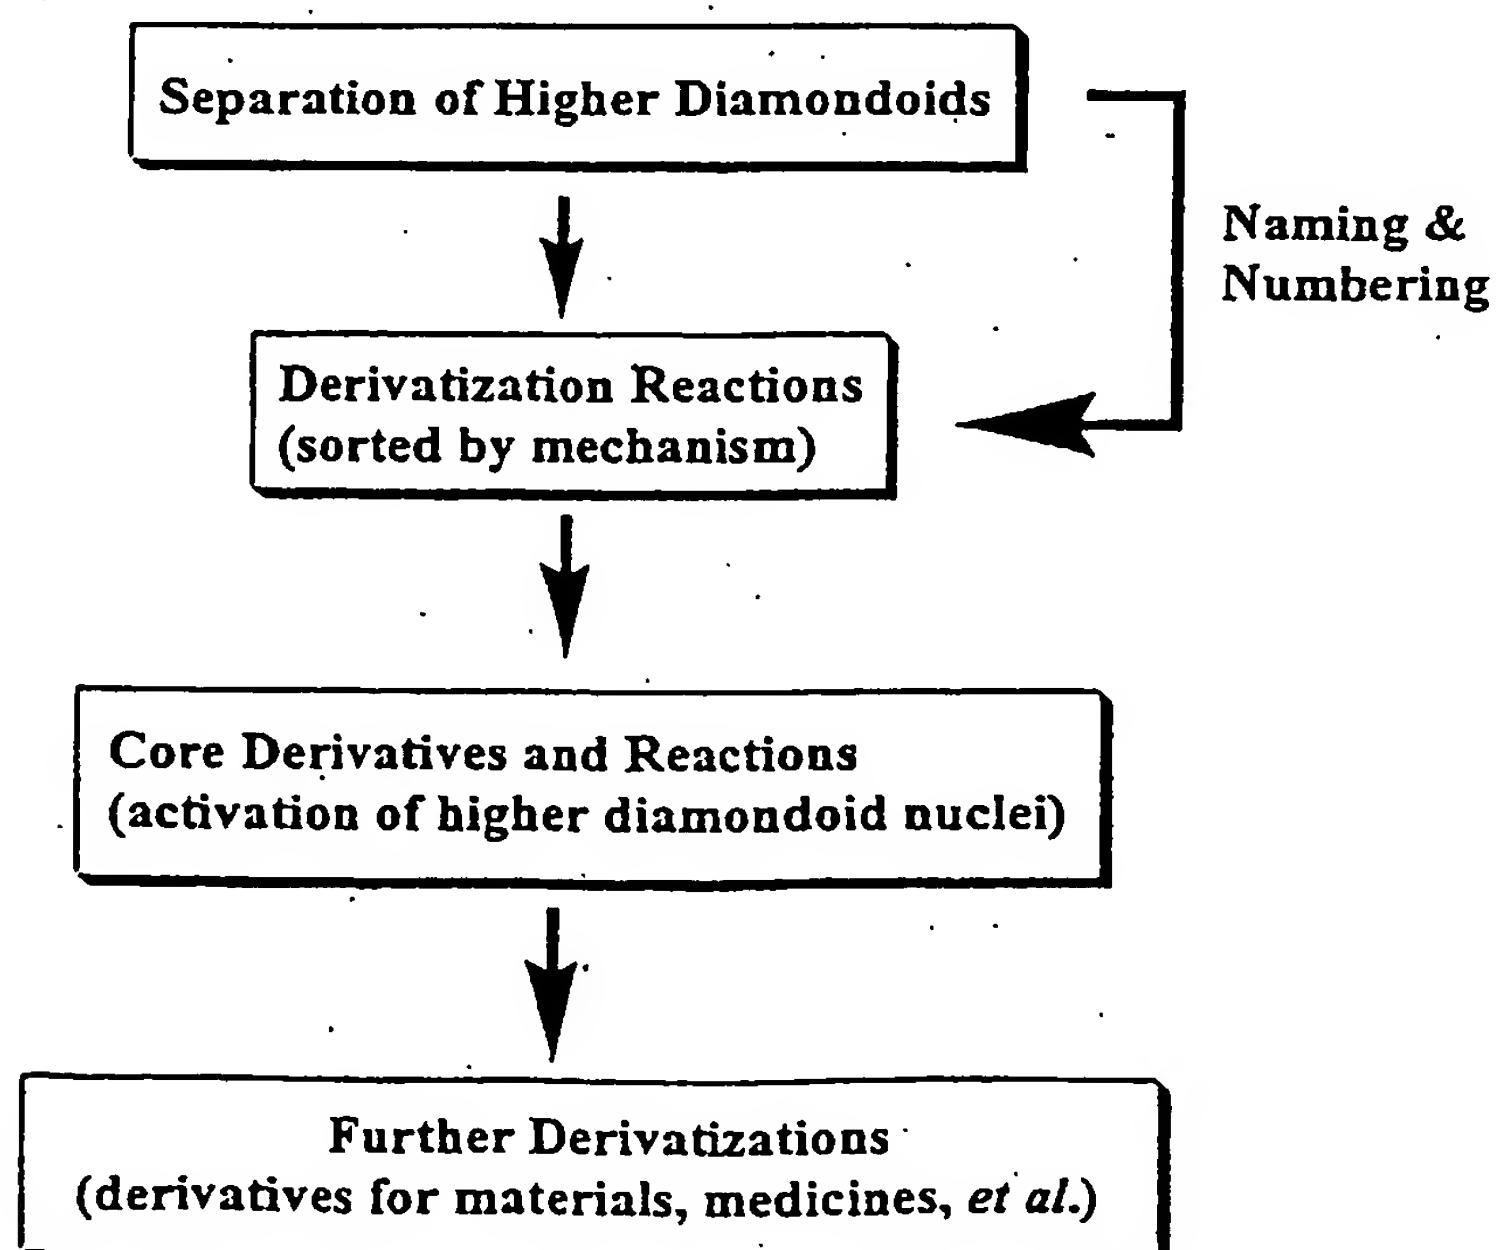 Separation of Higher Diamondoids
Naming &
Numbering
Derivatization Reactions
(sorted by mechanism)
Core Derivatives and Reactions
(activation of higher diamondoid nuclei)
Further Derivatizations
(derivatives for materials, medicines, et al.)